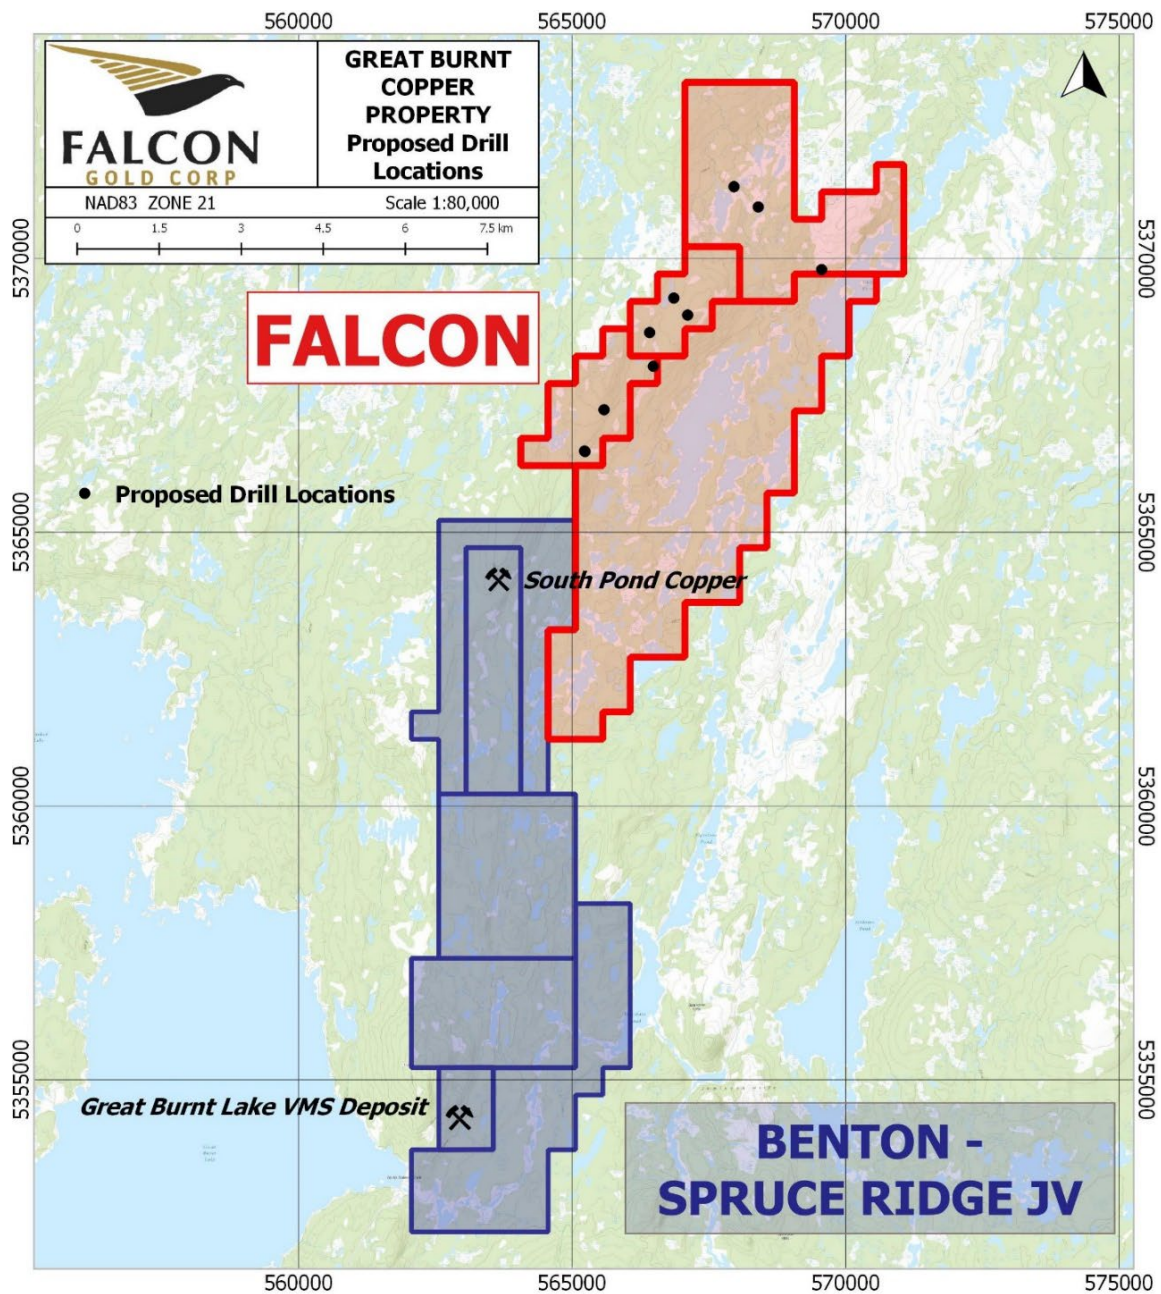 560000
565000
570000
575000
FALCON
GOLD CORP
GREAT BURNT
COPPER
PROPERTY
Proposed Drill
Locations
NAD83 ZONE 21
Scale 1:80,000
0 1.5 3 4.5 6 7.5 km
5370000
5370000
FALCON
Proposed Drill Locations
5365000
5365000
South Pond Copper
5360000
5360000
5355000
5355000
Great Burnt Lake VMS Deposit
BENTON -
SPRUCE RIDGE JV
560000
565000
570000
575000